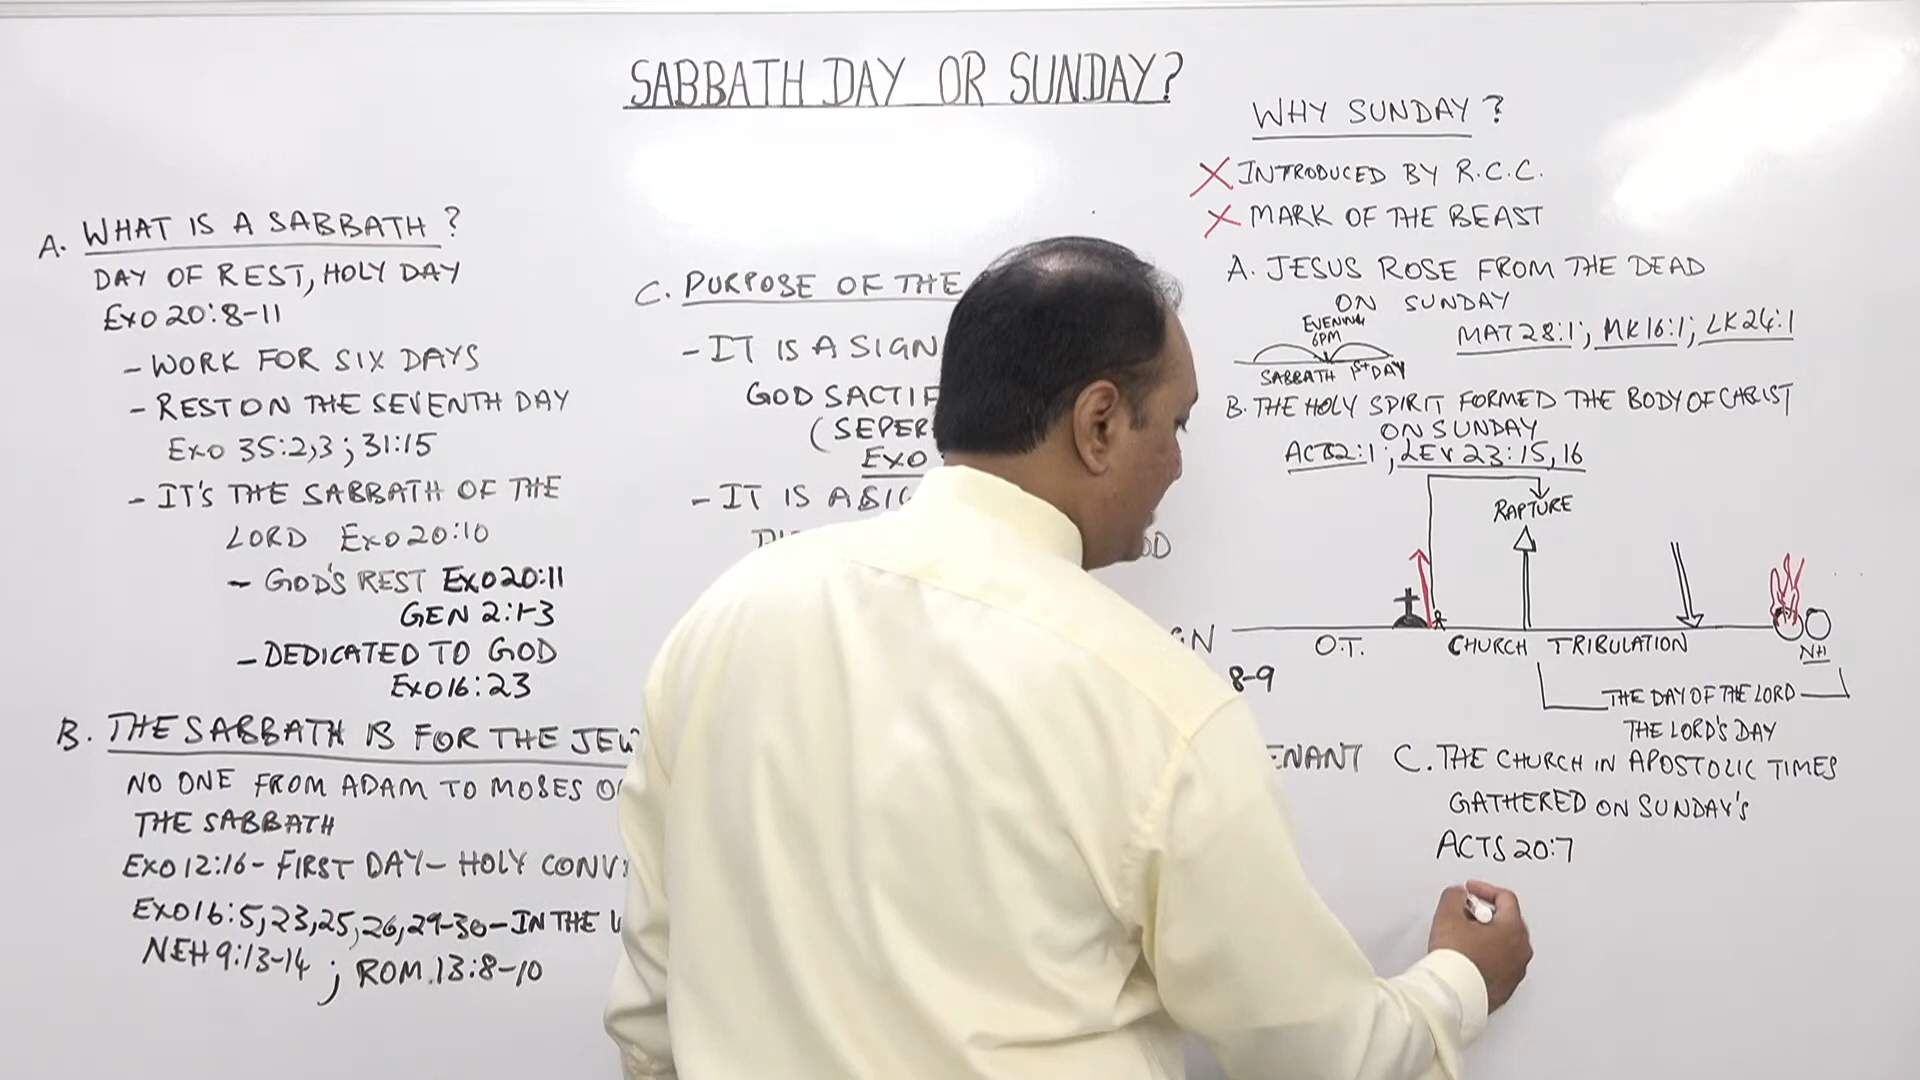 SABBATH DAY OR SUNDAY?
A. WHAT IS A SABBATH?
DAY OF REST, HOLY DAY
EXO 20:8-11
- WORK FOR SIX DAYS
- REST ON THE SEVENTH DAY
EXO 35:2,3; 31:15
- IT'S THE SABBATH OF THE
LORD EXO 20:10
- GOD'S REST EXO 20:11
GEN 2:1-3
- DEDICATED TO GOD
EXO 16:23
B. THE SABBATH IS FOR THE
NO ONE FROM ADAM TO MOSES
THE SABBATH
EXO 12:16 - FIRST DAY - HOLY
EXO 16:5,23,25,26,29-30 - IN THE
NEH 9:13-14 ; ROM.13:8-10
C. PURPOSE OF THE
- IT IS A SIGN
GOD
EXO
- IT IS A
8-9
WHY SUNDAY?
X INTRODUCED BY R.C.C.
X MARK OF THE BEAST
A. JESUS ROSE FROM THE DEAD
ON SUNDAY
MAT 28:1; MK 16:1; LK 24:1
EVENING
6PM
SABBATH 1ST DAY
B. THE HOLY SPIRIT FORMED THE BODY OF CHRIST
ON SUNDAY
ACTS 2:1; LEV 23:15,16
RAPTURE
O.T. CHURCH TRIBULATION NH
THE DAY OF THE LORD
THE LORD'S DAY
C. THE CHURCH IN APOSTOLIC TIMES
GATHERED ON SUNDAY'S
ACTS 20:7